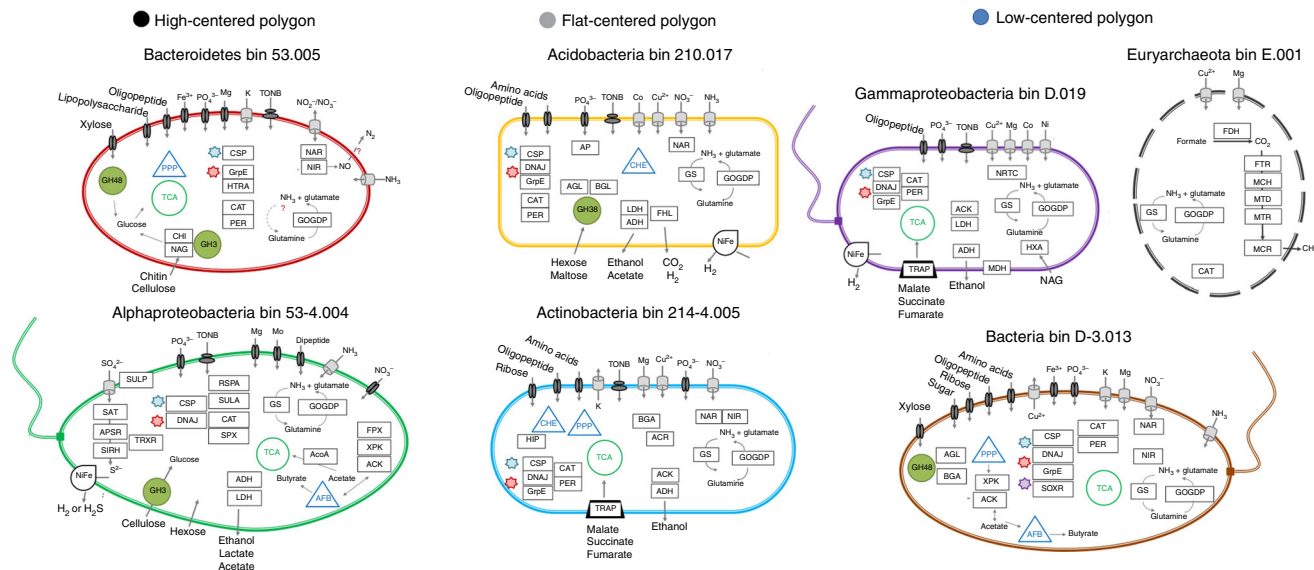 High-centered polygon
Flat-centered polygon
Low-centered polygon
Bacteroidetes bin 53.005
Xylose
Lipopolysaccharide
Oligopeptide
Fe³⁺
PO₄³⁻
Mg
K
TONB
NO₂⁻/NO₃⁻
N₂
?
NH₃
GH48
PPP
TCA
CSP
GrpE
HTRA
CAT
PER
NAR
NIR
NO
NH₃ + glutamate
?
GOGDP
Glutamine
Glucose
CHI
NAG
GH3
Chitin
Cellulose
Acidobacteria bin 210.017
Oligopeptide
Amino acids
PO₄³⁻
TONB
Co
Cu²⁺
NO₃⁻
NH₃
CSP
DNAJ
GrpE
CAT
PER
AP
CHE
NAR
NH₃ + glutamate
GS
GOGDP
Glutamine
AGL
BGL
GH38
LDH
ADH
FHL
NiFe
Hexose
Maltose
Ethanol
Acetate
CO₂
H₂
H₂
Gammaproteobacteria bin D.019
Oligopeptide
PO₄³⁻
TONB
Cu²⁺
Mg
Co
Ni
CSP
DNAJ
GrpE
CAT
PER
NRTC
NH₃ + glutamate
GS
GOGDP
Glutamine
TCA
ACK
LDH
ADH
HXA
MDH
NiFe
H₂
TRAP
Malate
Succinate
Fumarate
Ethanol
NAG
Euryarchaeota bin E.001
Cu²⁺
Mg
FDH
Formate
CO₂
FTR
MCH
MTD
MTR
MCR
NH₃ + glutamate
GS
GOGDP
Glutamine
CAT
Alphaproteobacteria bin 53-4.004
SO₄²⁻
PO₄³⁻
TONB
Mg
Mo
Dipeptide
NH₃
NO₃⁻
SULP
SAT
APSR
SIRH
TRXR
S²⁻
CSP
DNAJ
RSPA
SULA
CAT
SPX
NH₃ + glutamate
GS
GOGDP
Glutamine
FPX
XPK
ACK
TCA
AcoA
Butyrate
Acetate
AFB
NiFe
H₂ or H₂S
Glucose
GH3
Cellulose
Hexose
ADH
LDH
Ethanol
Lactate
Acetate
Actinobacteria bin 214-4.005
Ribose
Oligopeptide
Amino acids
K
TONB
Mg
Cu²⁺
PO₄³⁻
NO₃⁻
CHE
PPP
HIP
CSP
DNAJ
GrpE
CAT
PER
TCA
BGA
ACR
NAR
NIR
NH₃ + glutamate
GS
GOGDP
Glutamine
ACK
ADH
TRAP
Malate
Succinate
Fumarate
Ethanol
Bacteria bin D-3.013
Xylose
Sugar
Ribose
Oligopeptide
Amino acids
Cu²⁺
Fe³⁺
PO₄³⁻
K
Mg
NO₃⁻
NH₃
GH48
AGL
BGA
PPP
XPK
ACK
Acetate
AFB
Butyrate
CSP
DNAJ
GrpE
SOXR
CAT
PER
TCA
NAR
NIR
NH₃ + glutamate
GS
GOGDP
Glutamine